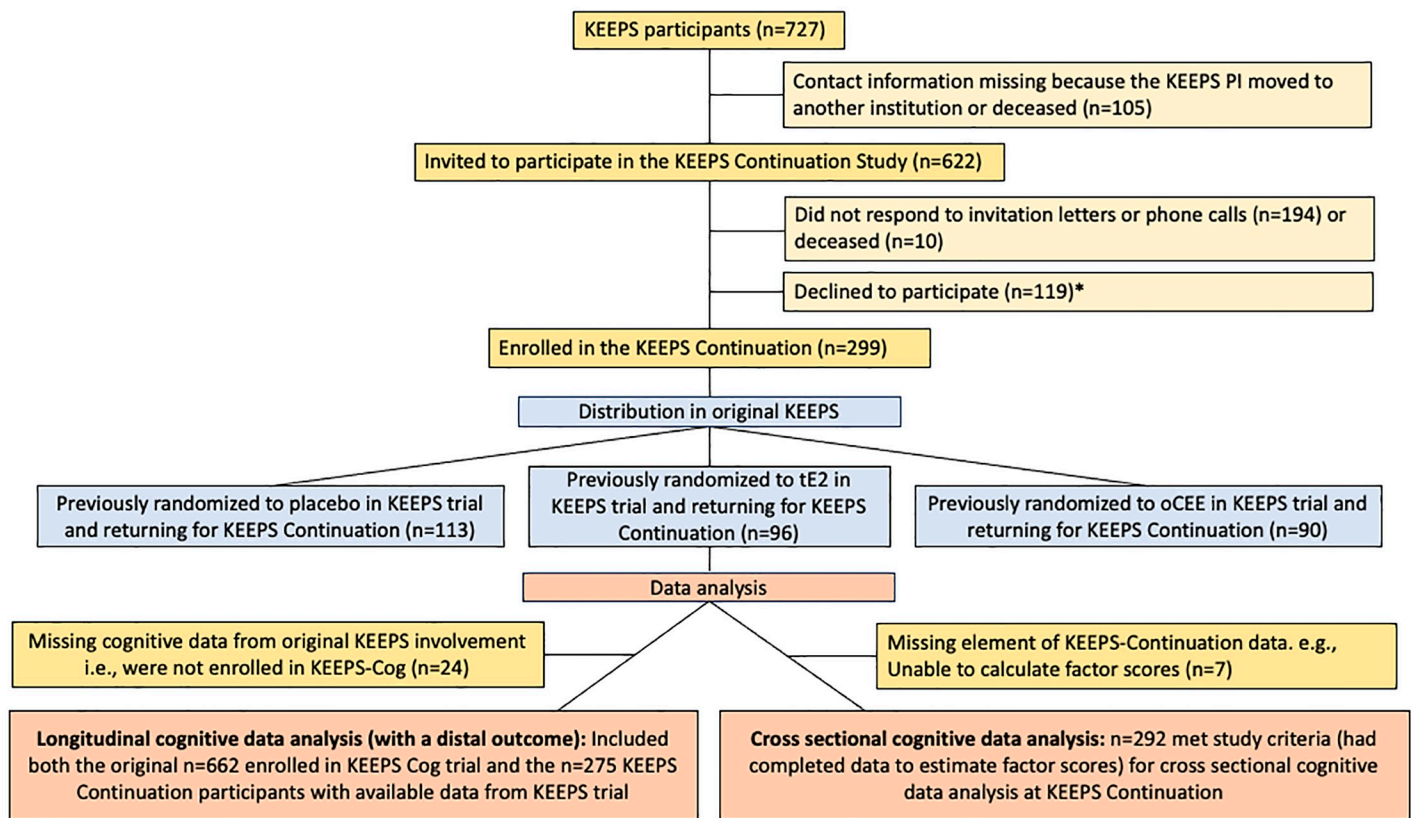 KEEPS participants (n=727)
Contact information missing because the KEEPS PI moved to
another institution or deceased (n=105)
Invited to participate in the KEEPS Continuation Study (n=622)
Did not respond to invitation letters or phone calls (n=194) or
deceased (n=10)
Declined to participate (n=119)*
Enrolled in the KEEPS Continuation (n=299)
Distribution in original KEEPS
Previously randomized to placebo in KEEPS trial
and returning for KEEPS Continuation (n=113)
Previously randomized to tE2 in
KEEPS trial and returning for KEEPS
Continuation (n=96)
Previously randomized to oCEE in KEEPS trial and
returning for KEEPS Continuation (n=90)
Data analysis
Missing cognitive data from original KEEPS involvement
i.e., were not enrolled in KEEPS-Cog (n=24)
Missing element of KEEPS-Continuation data. e.g.,
Unable to calculate factor scores (n=7)
Longitudinal cognitive data analysis (with a distal outcome): Included
both the original n=662 enrolled in KEEPS Cog trial and the n=275 KEEPS
Continuation participants with available data from KEEPS trial
Cross sectional cognitive data analysis: n=292 met study criteria (had
completed data to estimate factor scores) for cross sectional cognitive
data analysis at KEEPS Continuation